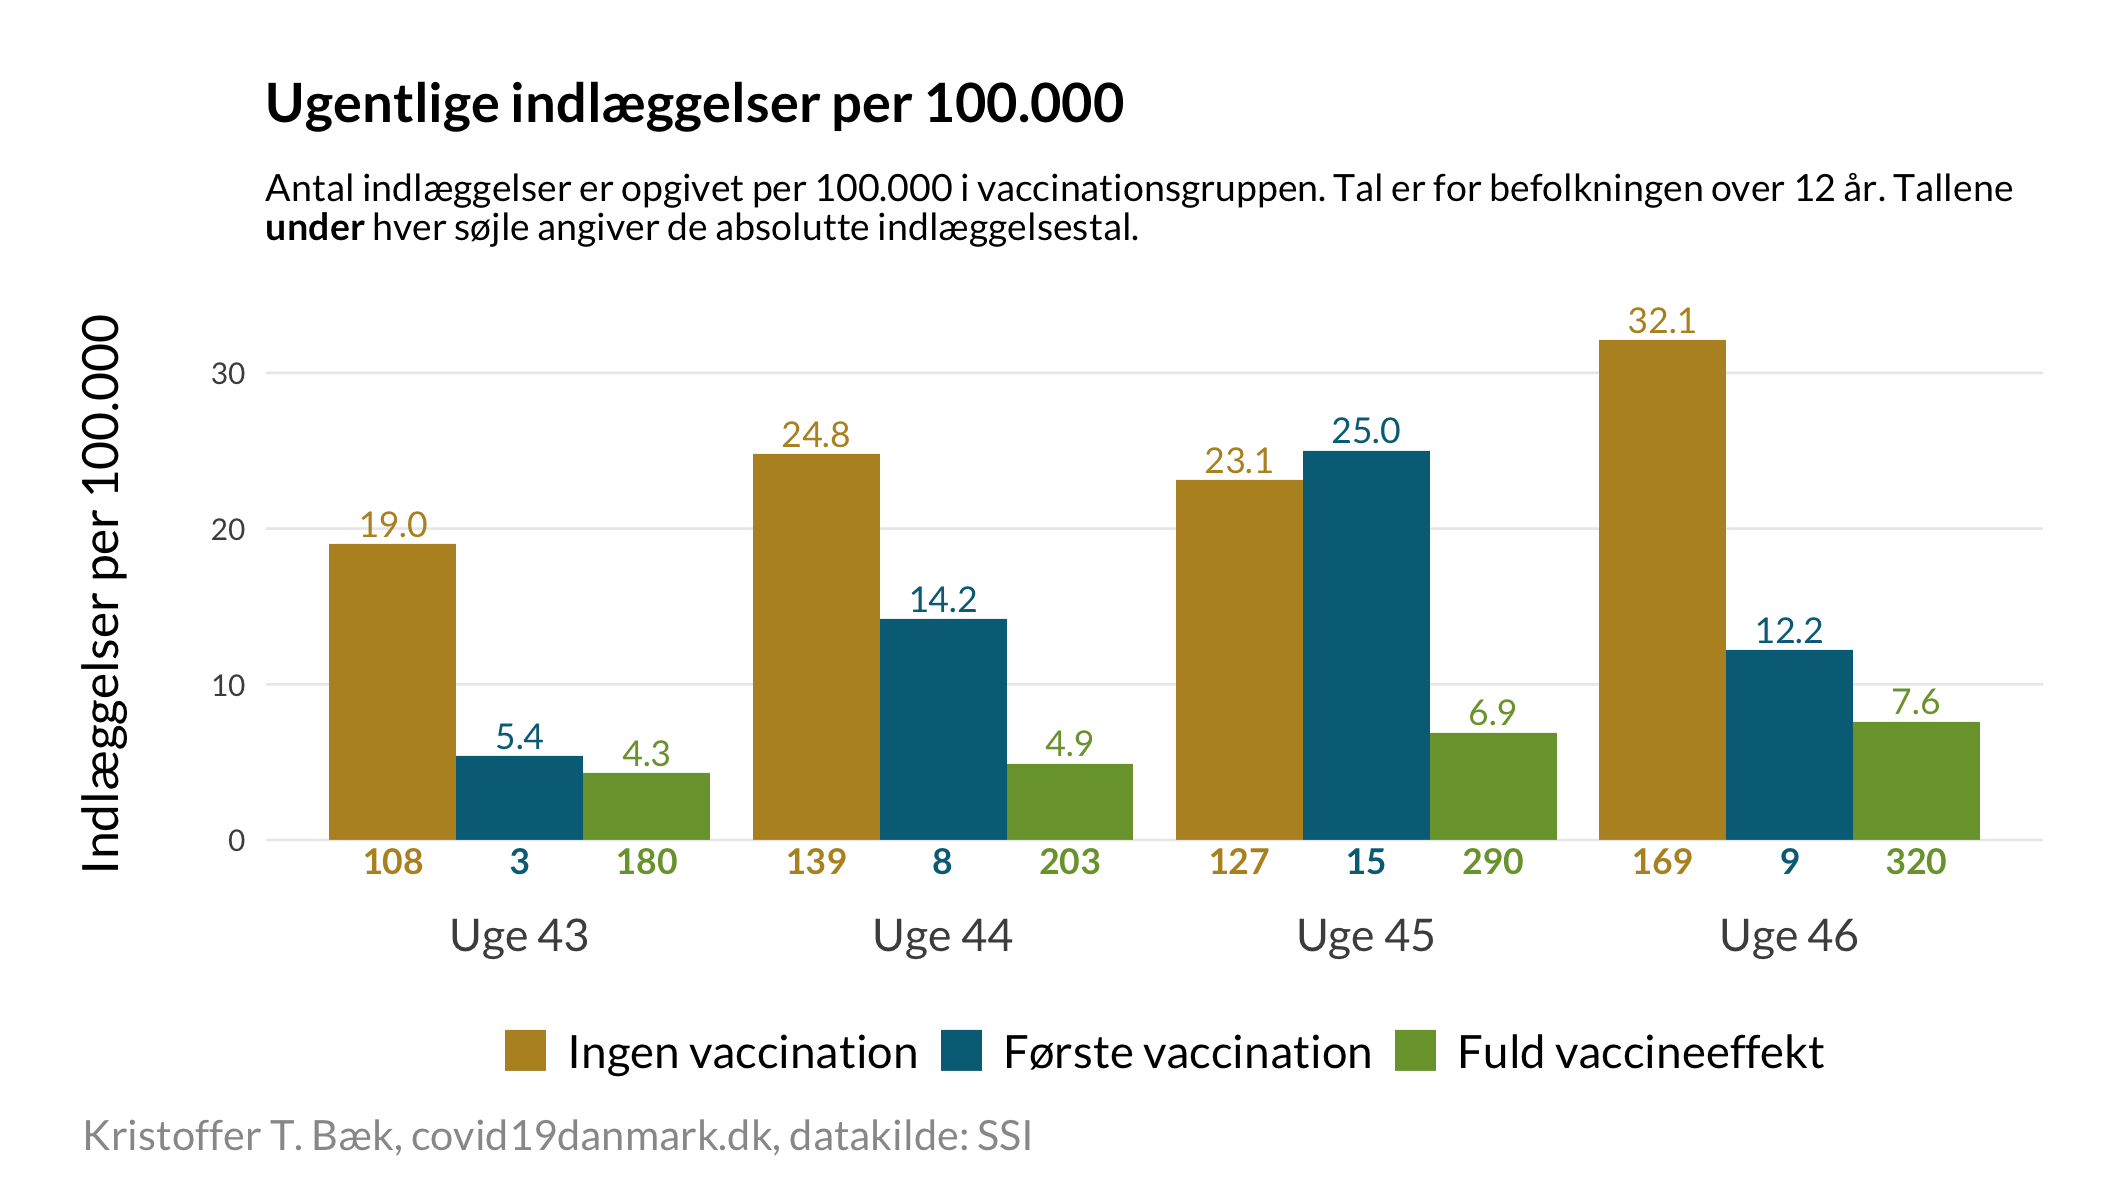 Ugentlige indlæggelser per 100.000
Antal indlæggelser er opgivet per 100.000 i vaccinationsgruppen. Tal er for befolkningen over 12 år. Tallene
under hver søjle angiver de absolutte indlæggelsestal.
Indlæggelser per 100.000
30
20
10
0
19.0
5.4
4.3
24.8
14.2
4.9
23.1
25.0
6.9
32.1
12.2
7.6
108 3 180 139 8 203 127 15 290 169 9 320
Uge 43 Uge 44 Uge 45 Uge 46
Ingen vaccination Første vaccination Fuld vaccineeffekt
Kristoffer T. Bæk, covid19danmark.dk, datakilde: SSI